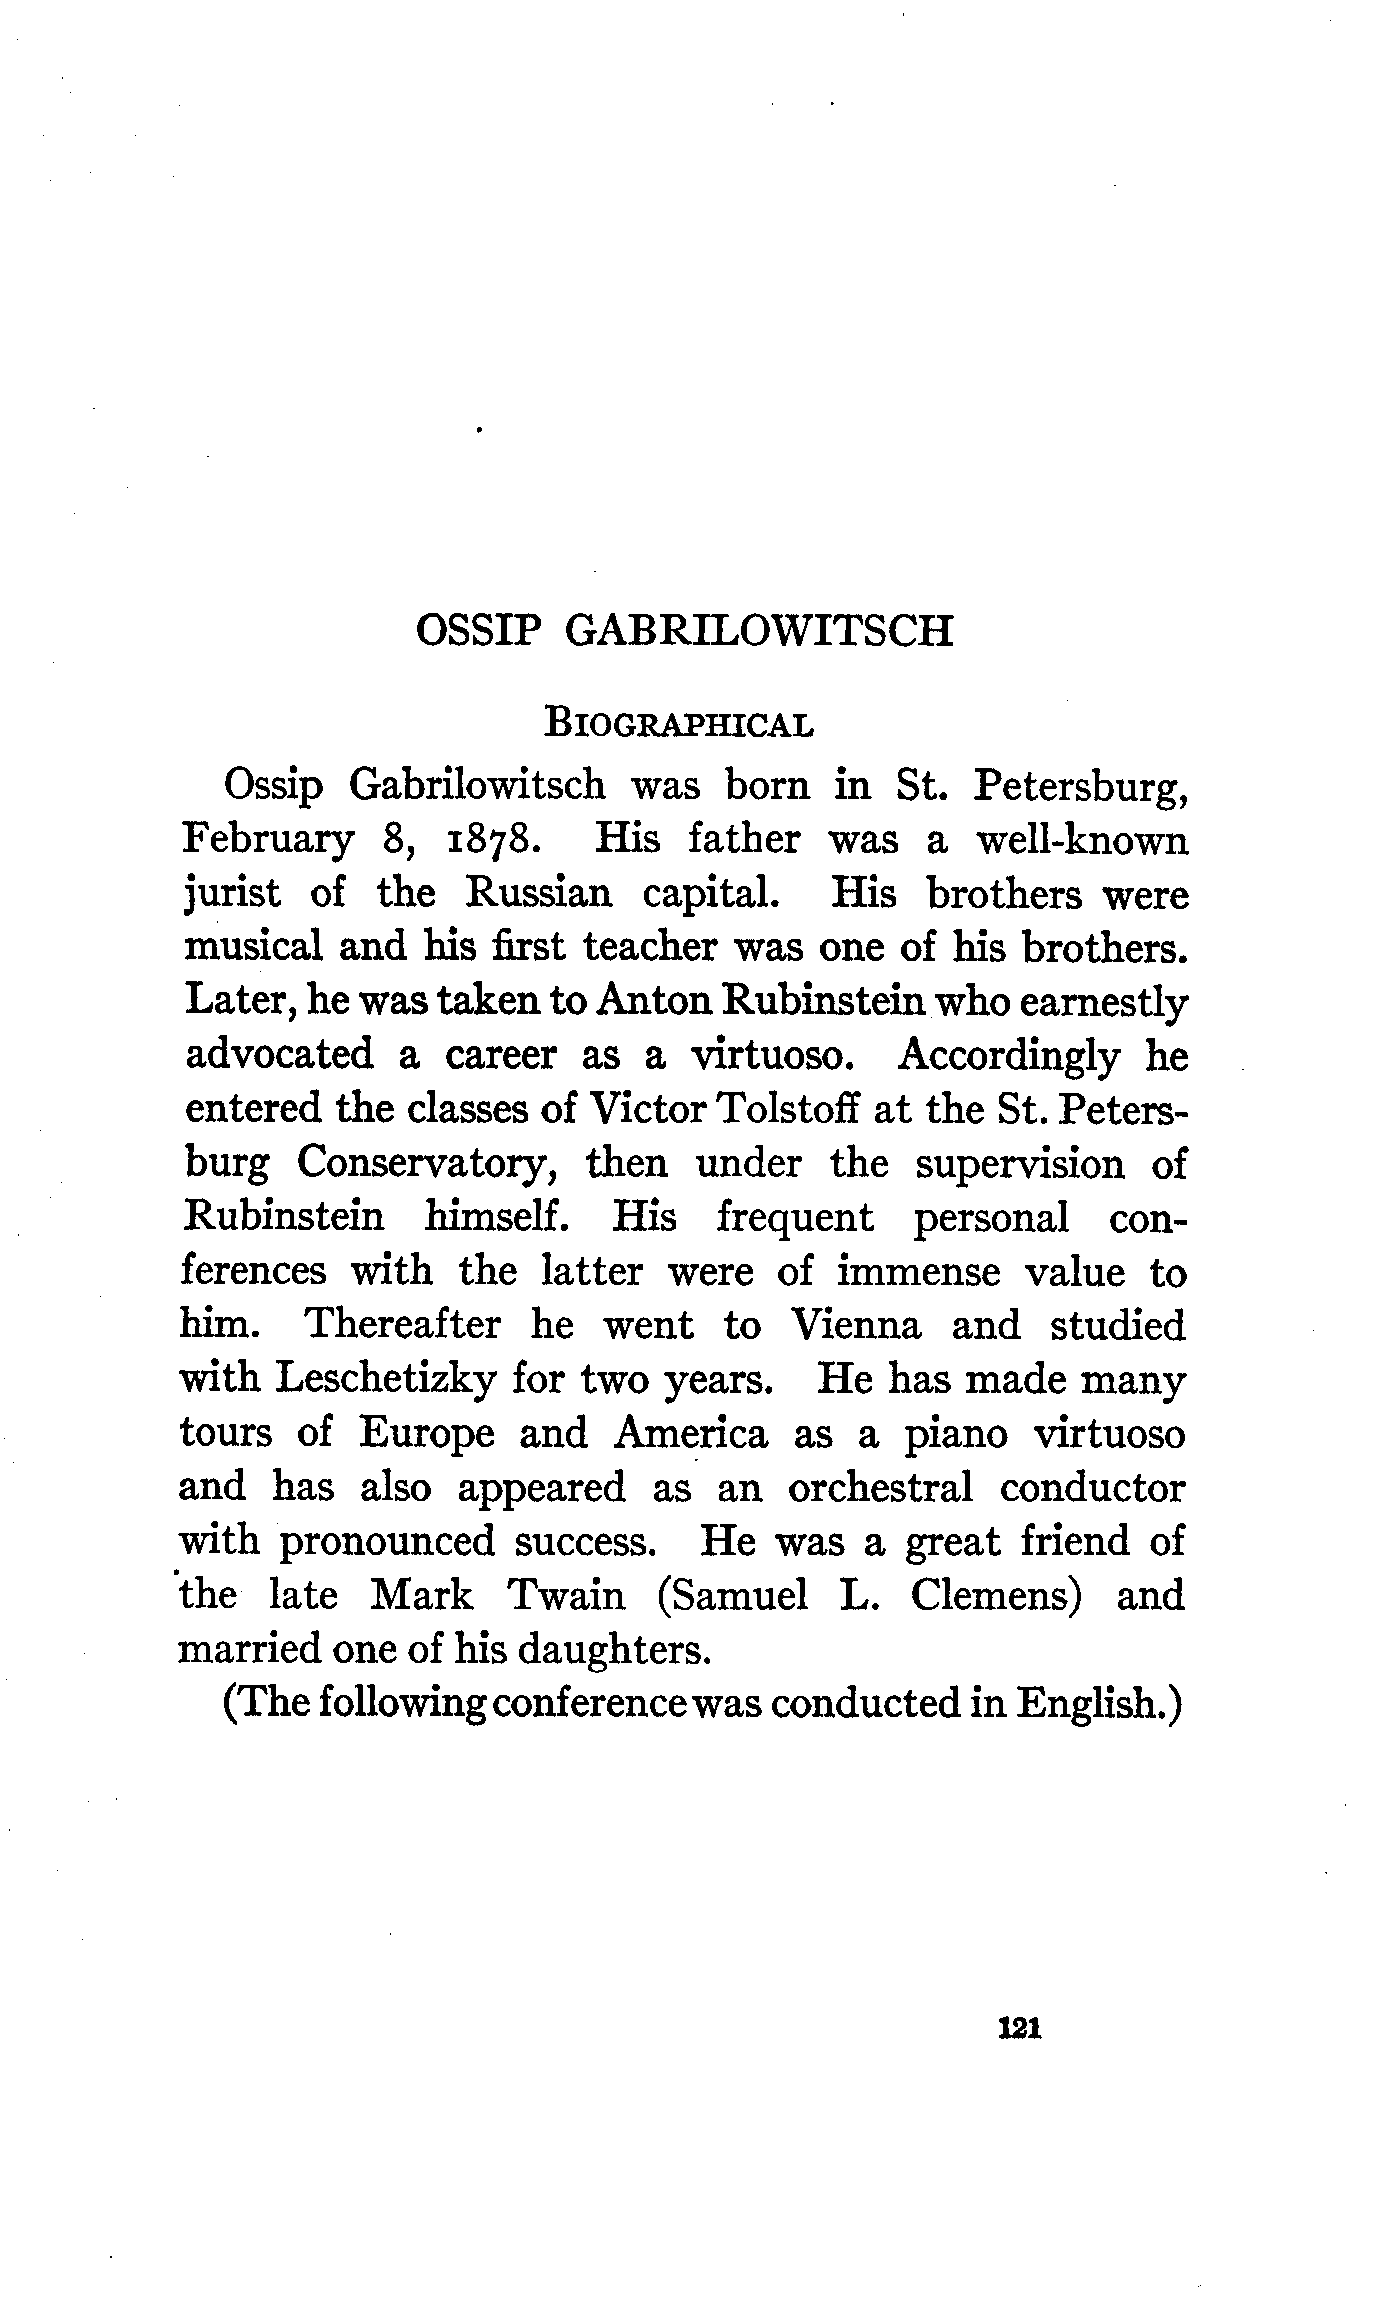 OSSIP GABRILOWITSCH
BIOGRAPHICAL
Ossip Gabrilowitsch was born in St. Petersburg,
February 8, 1878. His father was a well-known
jurist of the Russian capital. His brothers were
musical and his first teacher was one of his brothers.
Later, he was taken to Anton Rubinstein who earnestly
advocated a career as a virtuoso. Accordingly he
entered the classes of Victor Tolstoff at the St. Peters-
burg Conservatory, then under the supervision of
Rubinstein himself. His frequent personal con-
ferences with the latter were of immense value to
him. Thereafter he went to Vienna and studied
with Leschetizky for two years. He has made many
tours of Europe and America as a piano virtuoso
and has also appeared as an orchestral conductor
with pronounced success. He was a great friend of
the late Mark Twain (Samuel L. Clemens) and
married one of his daughters.
(The following conference was conducted in English.)
121